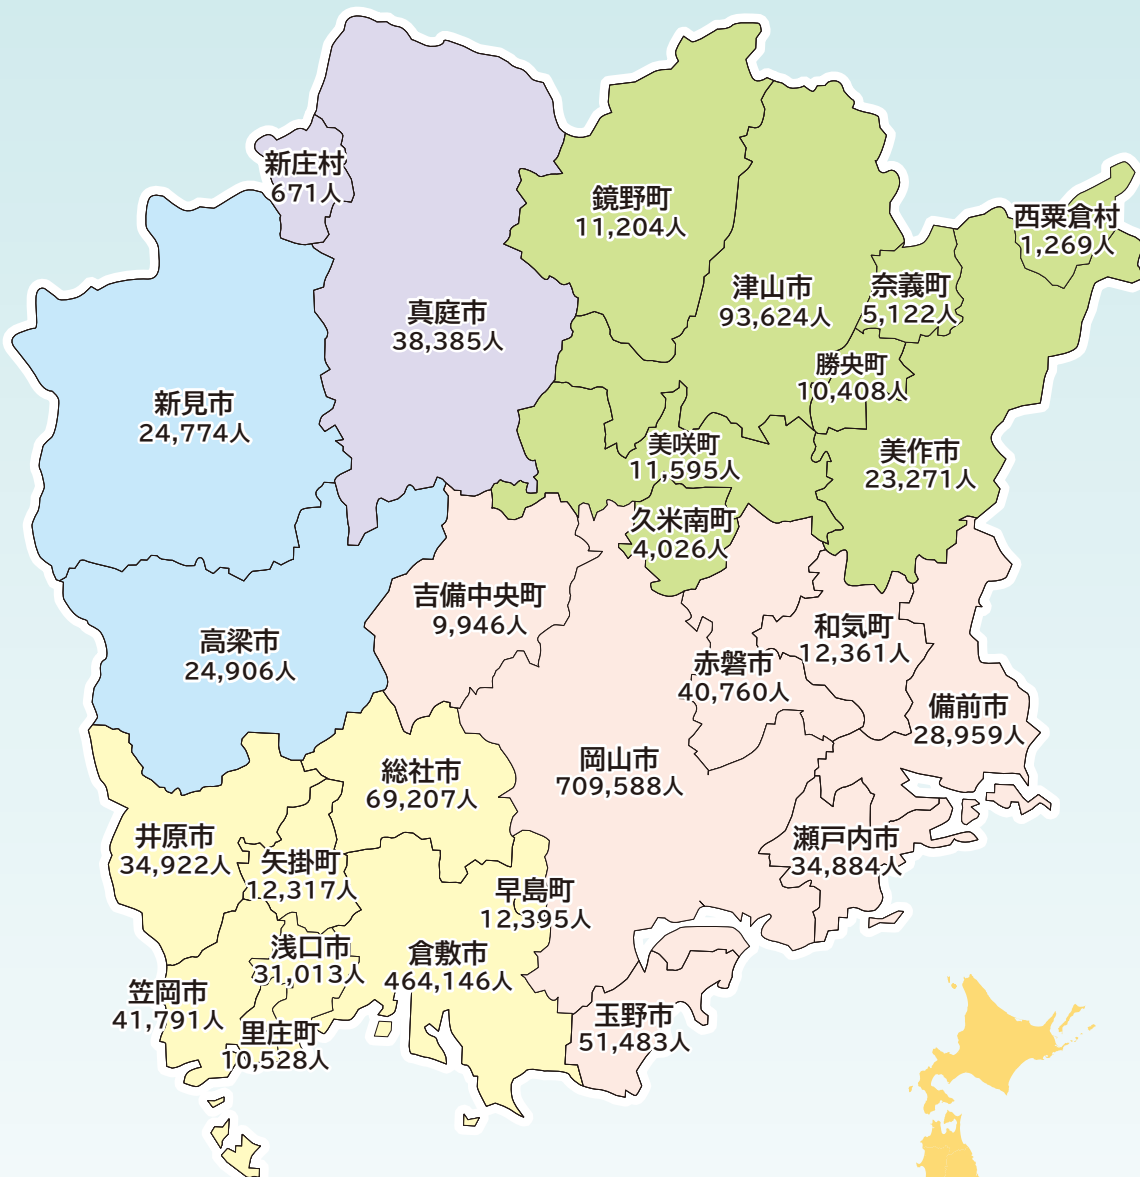 新庄村
671人
鏡野町
11,204人
西粟倉村
1,269人
真庭市
38,385人
津山市
93,624人
奈義町
5,122人
勝央町
10,408人
新見市
24,774人
美咲町
11,595人
美作市
23,271人
久米南町
4,026人
吉備中央町
9,946人
和気町
12,361人
高梁市
24,906人
赤磐市
40,760人
備前市
28,959人
総社市
69,207人
岡山市
709,588人
井原市
34,922人
矢掛町
12,317人
瀬戸内市
34,884人
早島町
12,395人
浅口市
31,013人
倉敷市
464,146人
笠岡市
41,791人
里庄町
10,528人
玉野市
51,483人